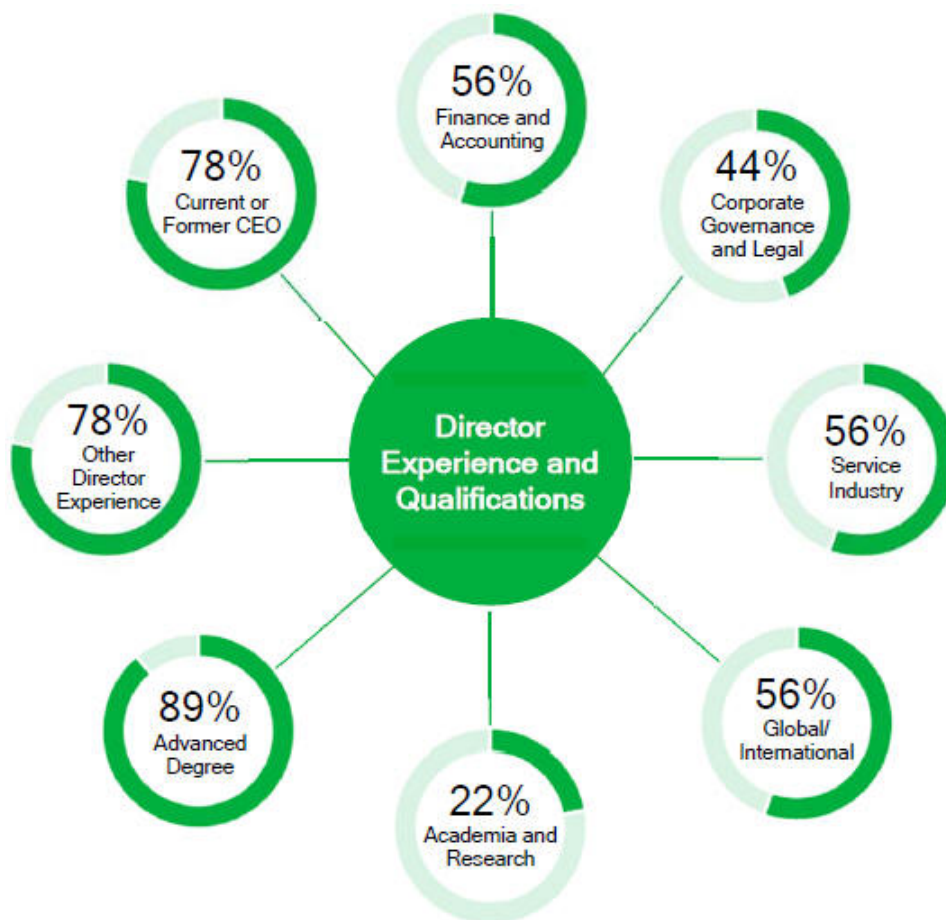 Director
Experience and
Qualifications
56%
Finance and
Accounting
44%
Corporate
Governance
and Legal
56%
Service
Industry
56%
Global/
International
22%
Academia and
Research
89%
Advanced
Degree
78%
Other
Director
Experience
78%
Current or
Former CEO